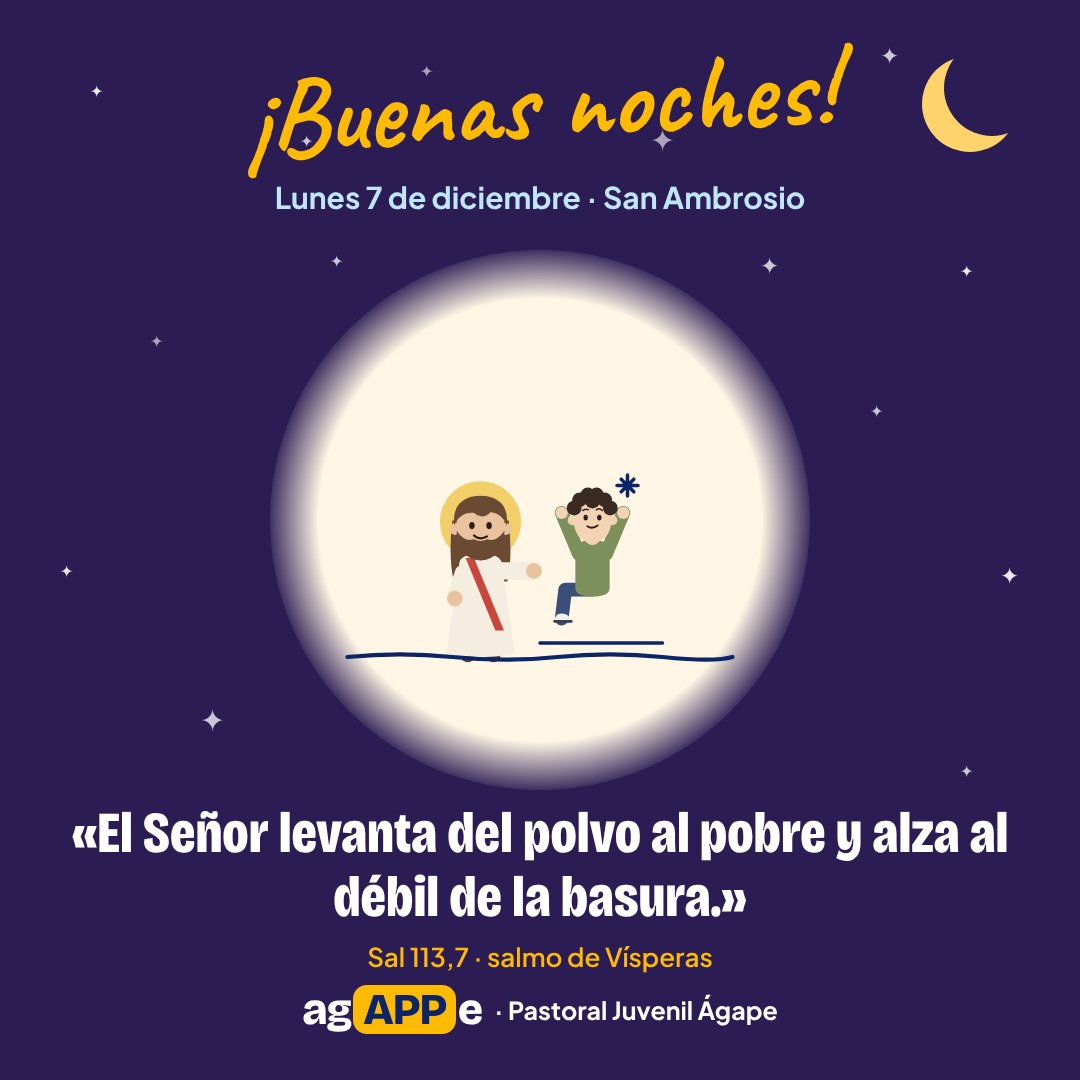 ¡Buenas noches!
Lunes 7 de diciembre · San Ambrosio
«El Señor levanta del polvo al pobre y alza al
débil de la basura.»
Sal 113,7 · salmo de Vísperas
agAPPe · Pastoral Juvenil Ágape